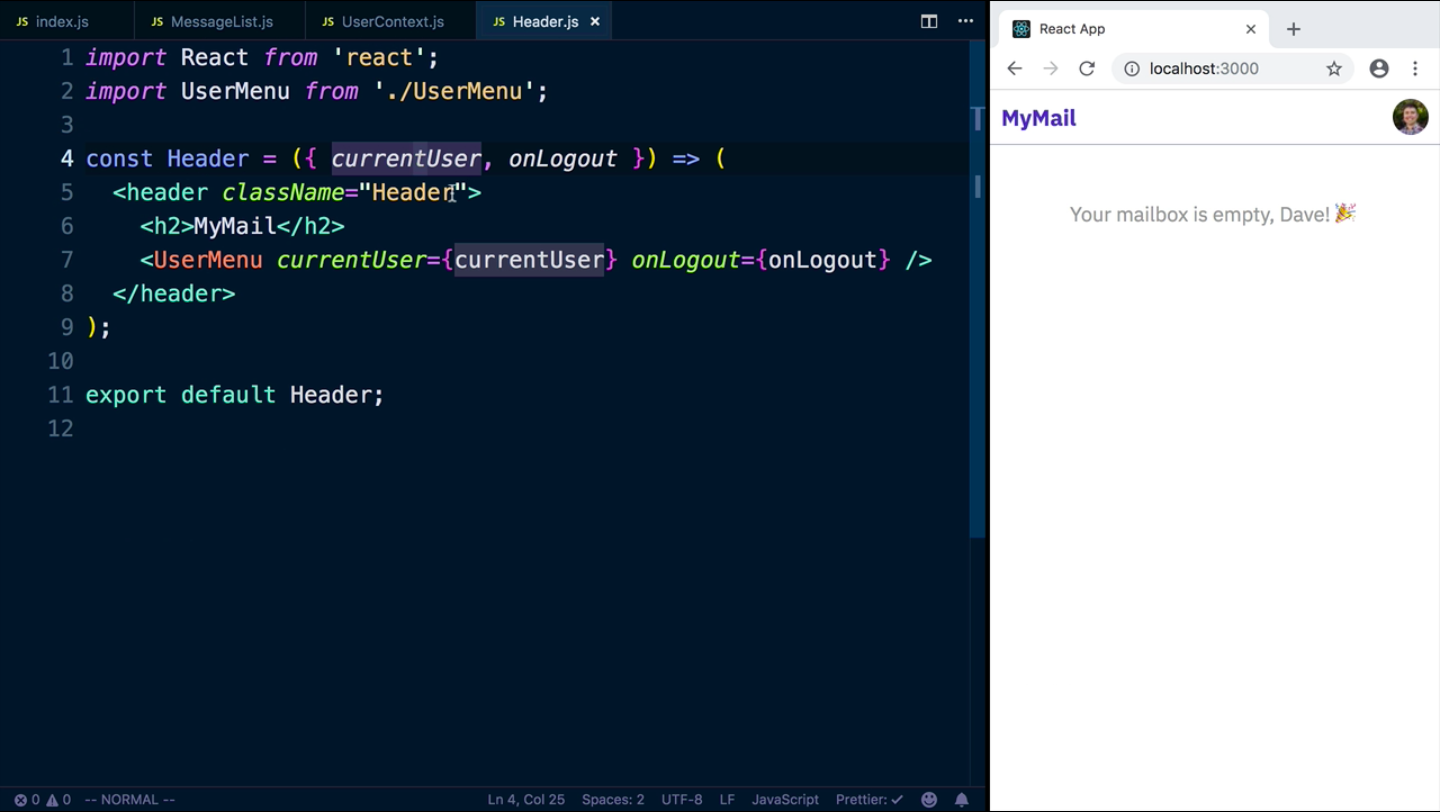 JS index.js
JS MessageList.js
JS UserContext.js
JS Header.js
1 import React from 'react';
2 import UserMenu from './UserMenu';
3
4 const Header = ({ currentUser, onLogout }) => (
5 <header className="Header">
6 <h2>MyMail</h2>
7 <UserMenu currentUser={currentUser} onLogout={onLogout} />
8 </header>
9 );
10
11 export default Header;
12
0 0 -- NORMAL --
Ln 4, Col 25 Spaces: 2 UTF-8 LF JavaScript Prettier: ✓
React App
localhost:3000
MyMail
Your mailbox is empty, Dave! 🎉